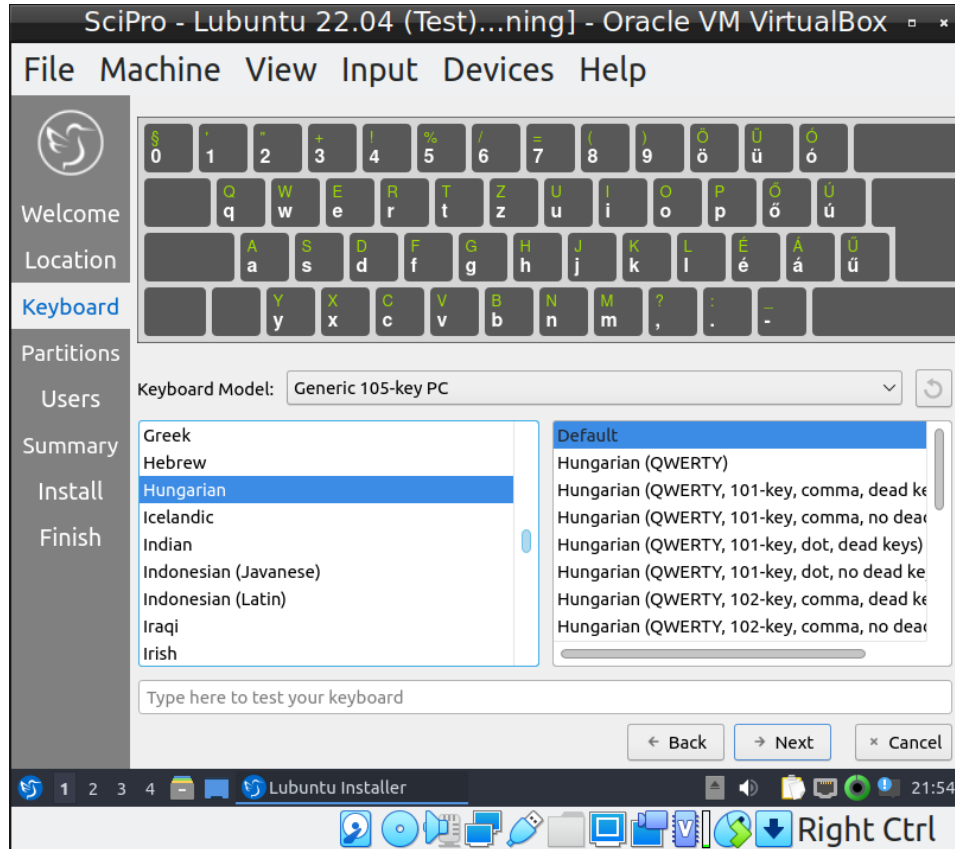 SciPro - Lubuntu 22.04 (Test)...ning] - Oracle VM VirtualBox
File Machine View Input Devices Help
§ ' " + ! % / = ( ) Ö Ü Ó
0 1 2 3 4 5 6 7 8 9 ö ü ó
Q W E R T Z U I O P Ő Ú
q w e r t z u i o p ő ú
A S D F G H J K L É Á Ű
a s d f g h j k l é á ű
Y X C V B N M ? : _
y x c v b n m , . -
Welcome
Location
Keyboard
Partitions
Users
Summary
Install
Finish
Keyboard Model: Generic 105-key PC
Greek
Hebrew
Hungarian
Icelandic
Indian
Indonesian (Javanese)
Indonesian (Latin)
Iraqi
Irish
Default
Hungarian (QWERTY)
Hungarian (QWERTY, 101-key, comma, dead ke
Hungarian (QWERTY, 101-key, comma, no dead
Hungarian (QWERTY, 101-key, dot, dead keys)
Hungarian (QWERTY, 101-key, dot, no dead ke
Hungarian (QWERTY, 102-key, comma, dead ke
Hungarian (QWERTY, 102-key, comma, no dead
Type here to test your keyboard
Back Next Cancel
1 2 3 4 Lubuntu Installer 21:54
V Right Ctrl